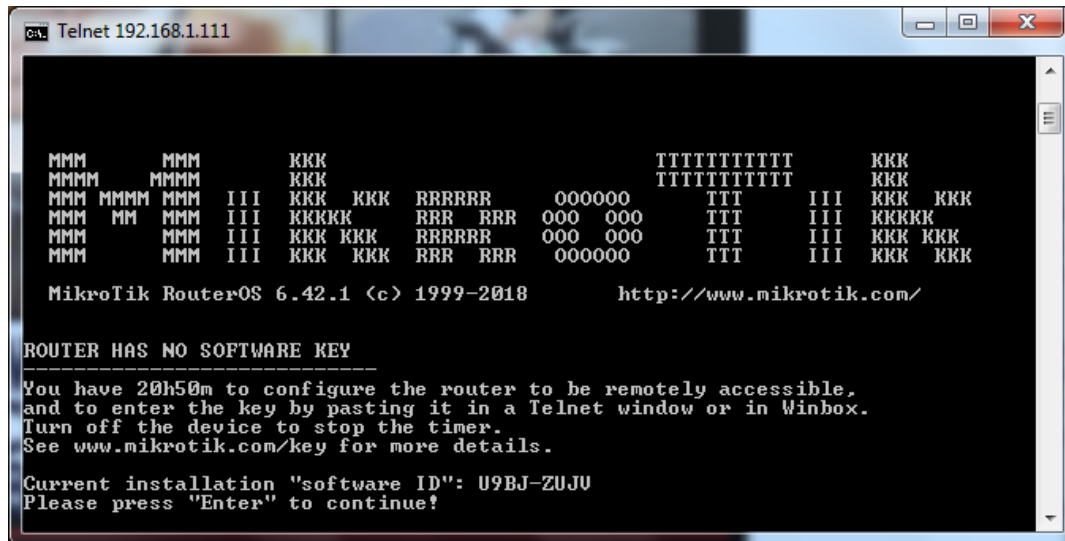 Telnet 192.168.1.111
MMM          MMM       KKK                          TTTTTTTTTTT      KKK
MMMM    MMMM       KKK                          TTTTTTTTTTT      KKK
MMM MMMM MMM  III  KKK  KKK  RRRRRR     OOOOOO      TTT     III  KKK  KKK
MMM  MM  MMM  III  KKKKK     RRR  RRR  OOO  OOO     TTT     III  KKKKK
MMM      MMM  III  KKK KKK   RRRRRR    OOO  OOO     TTT     III  KKK KKK
MMM      MMM  III  KKK  KKK  RRR  RRR   OOOOOO      TTT     III  KKK  KKK
MikroTik RouterOS 6.42.1 (c) 1999-2018       http://www.mikrotik.com/
ROUTER HAS NO SOFTWARE KEY
----------------------------
You have 20h50m to configure the router to be remotely accessible,
and to enter the key by pasting it in a Telnet window or in Winbox.
Turn off the device to stop the timer.
See www.mikrotik.com/key for more details.
Current installation "software ID": U9BJ-ZUJV
Please press "Enter" to continue!